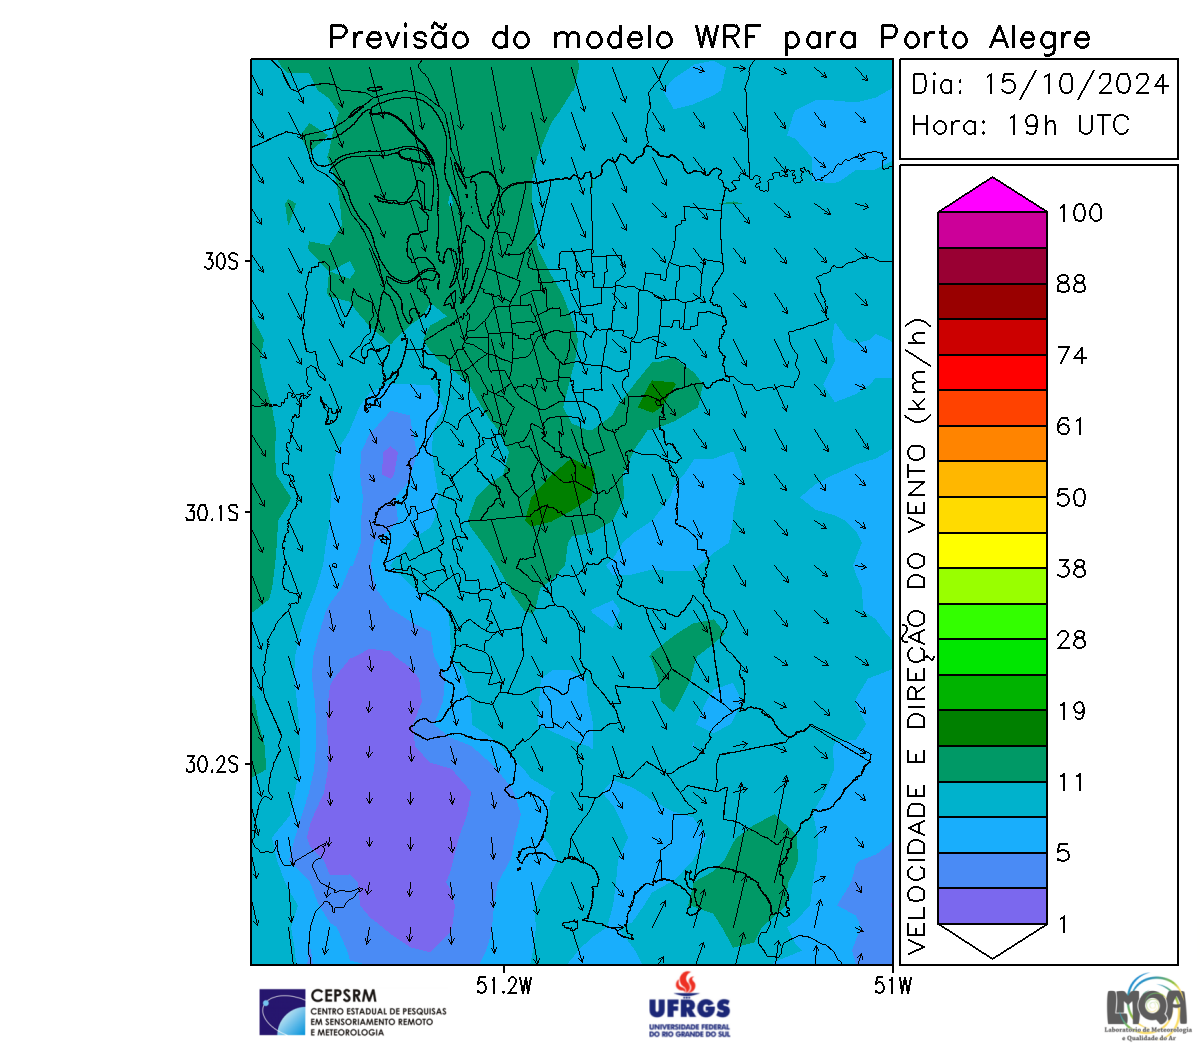 Previsão do modelo WRF para Porto Alegre
Dia: 15/10/2024
Hora: 19h UTC
100
88
74
61
50
38
28
19
11
5
1
VELOCIDADE E DIREÇÃO DO VENTO (km/h)
30S
30.1S
30.2S
51.2W
51W
CEPSRM
CENTRO ESTADUAL DE PESQUISAS
EM SENSORIAMENTO REMOTO
E METEOROLOGIA
UFRGS
UNIVERSIDADE FEDERAL
DO RIO GRANDE DO SUL
LMQA
Laboratório de Meteorologia
e Qualidade do Ar